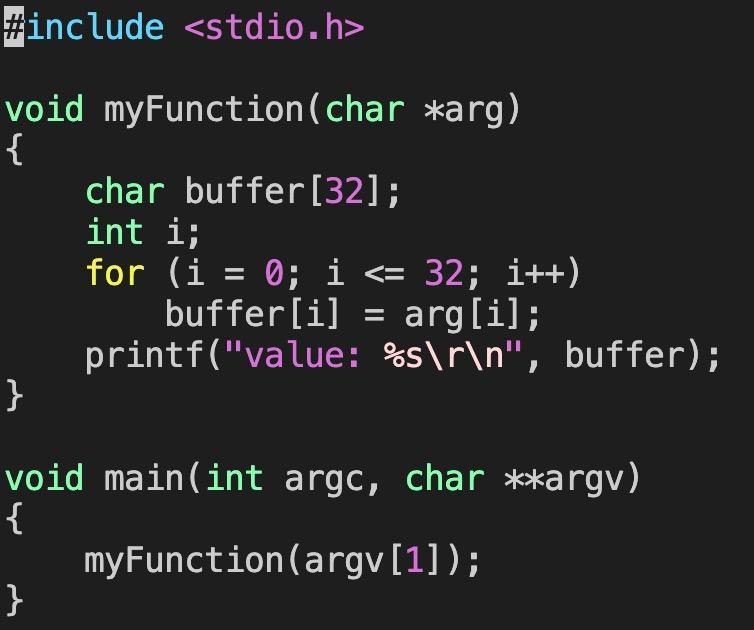 #include <stdio.h>

void myFunction(char *arg)
{
    char buffer[32];
    int i;
    for (i = 0; i <= 32; i++)
        buffer[i] = arg[i];
    printf("value: %s\r\n", buffer);
}

void main(int argc, char **argv)
{
    myFunction(argv[1]);
}